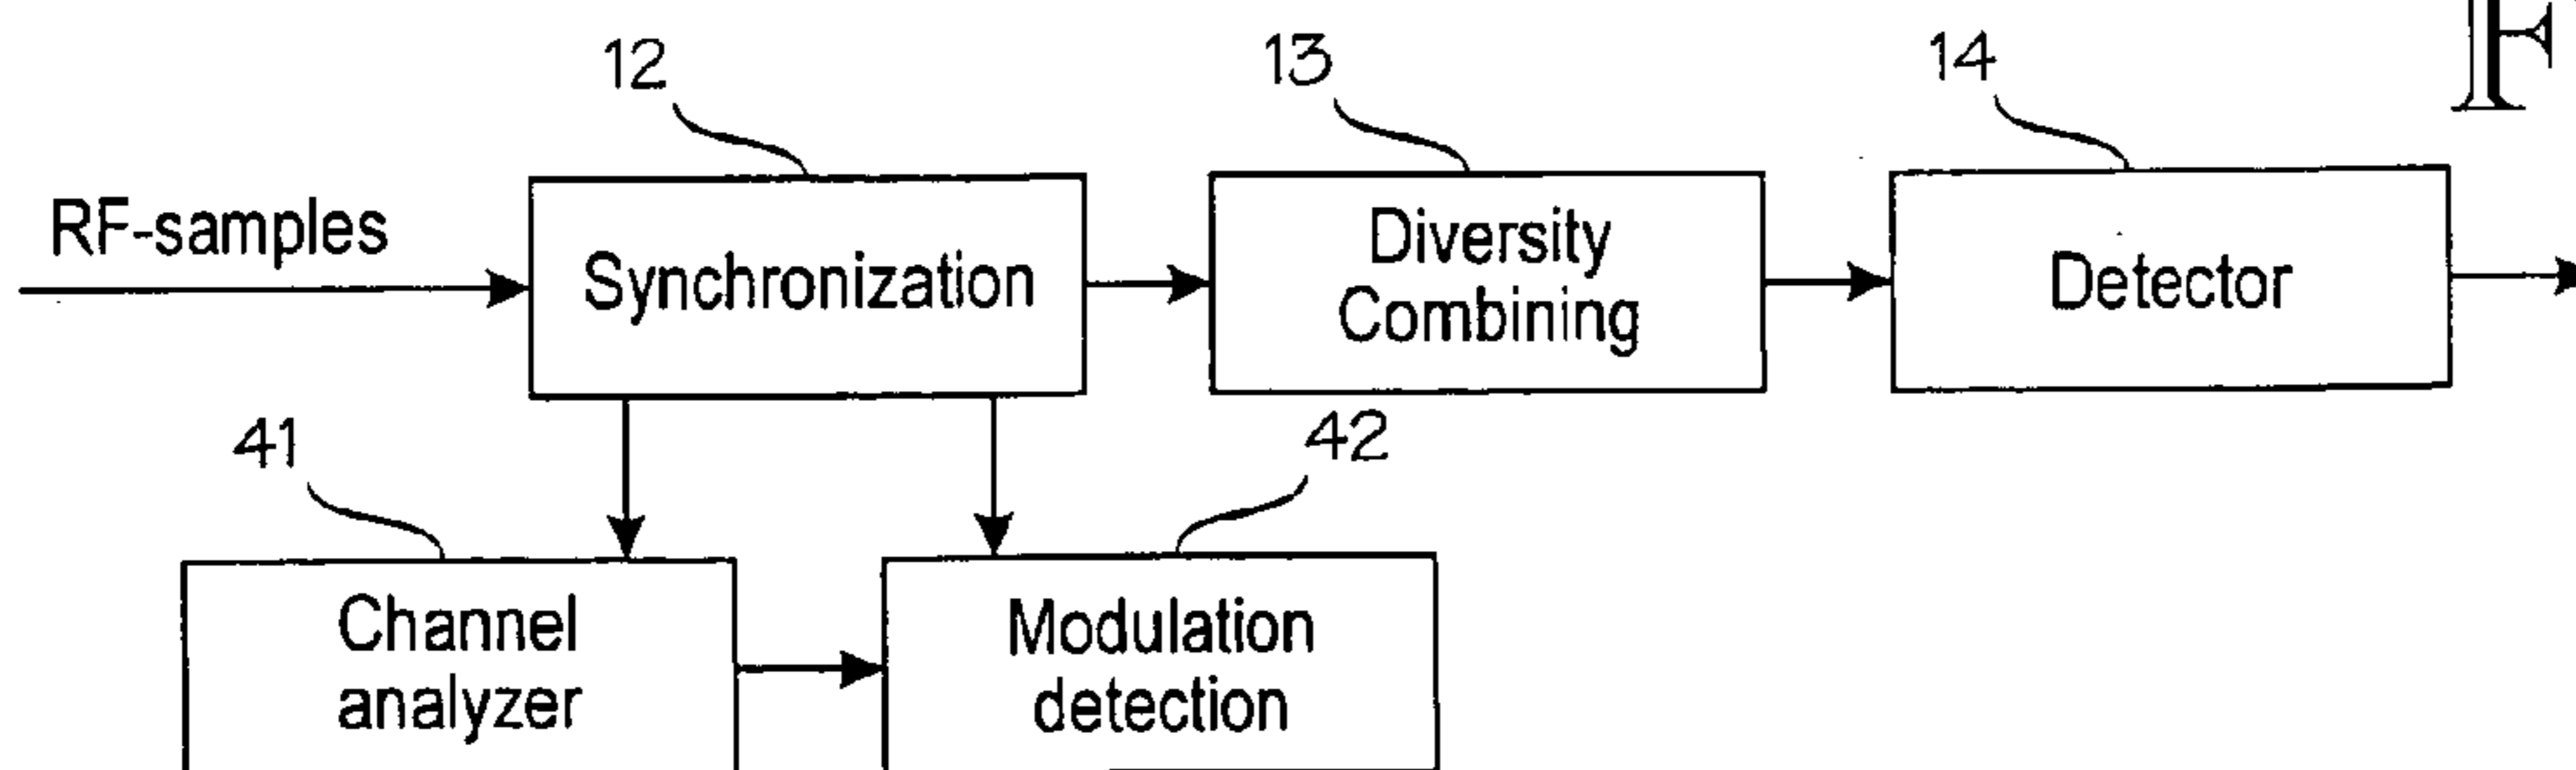 12
13
14
F
RF-samples
Synchronization
Diversity
Combining
Detector
41
42
Channel
analyzer
Modulation
detection